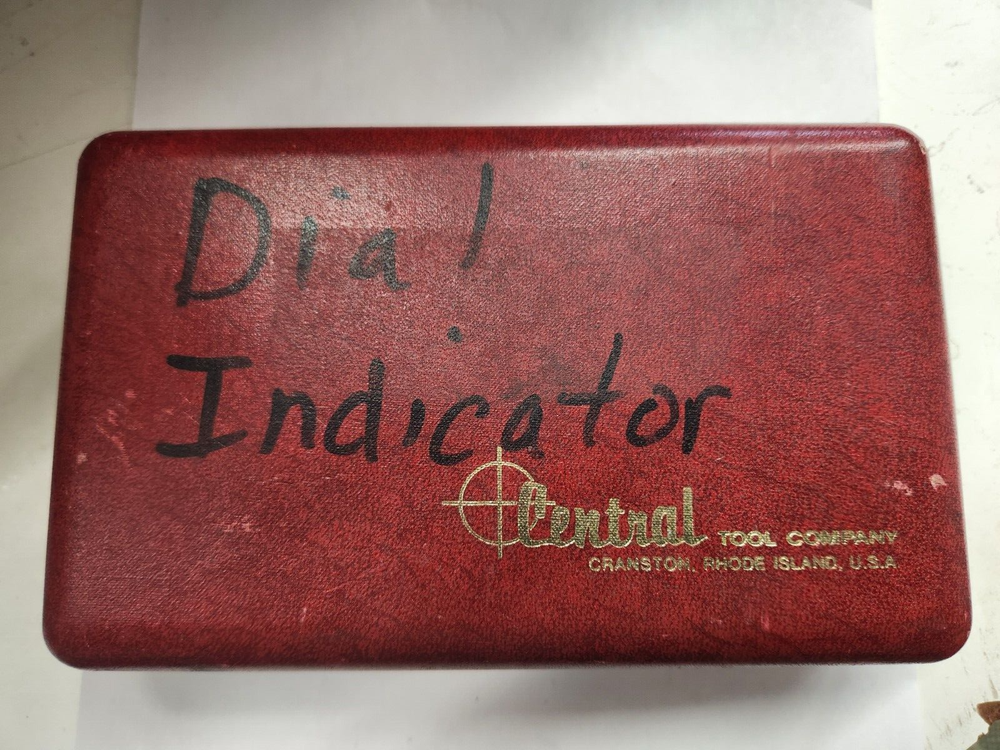 Dial
Indicator
Central TOOL COMPANY
CRANSTON, RHODE ISLAND, U.S.A